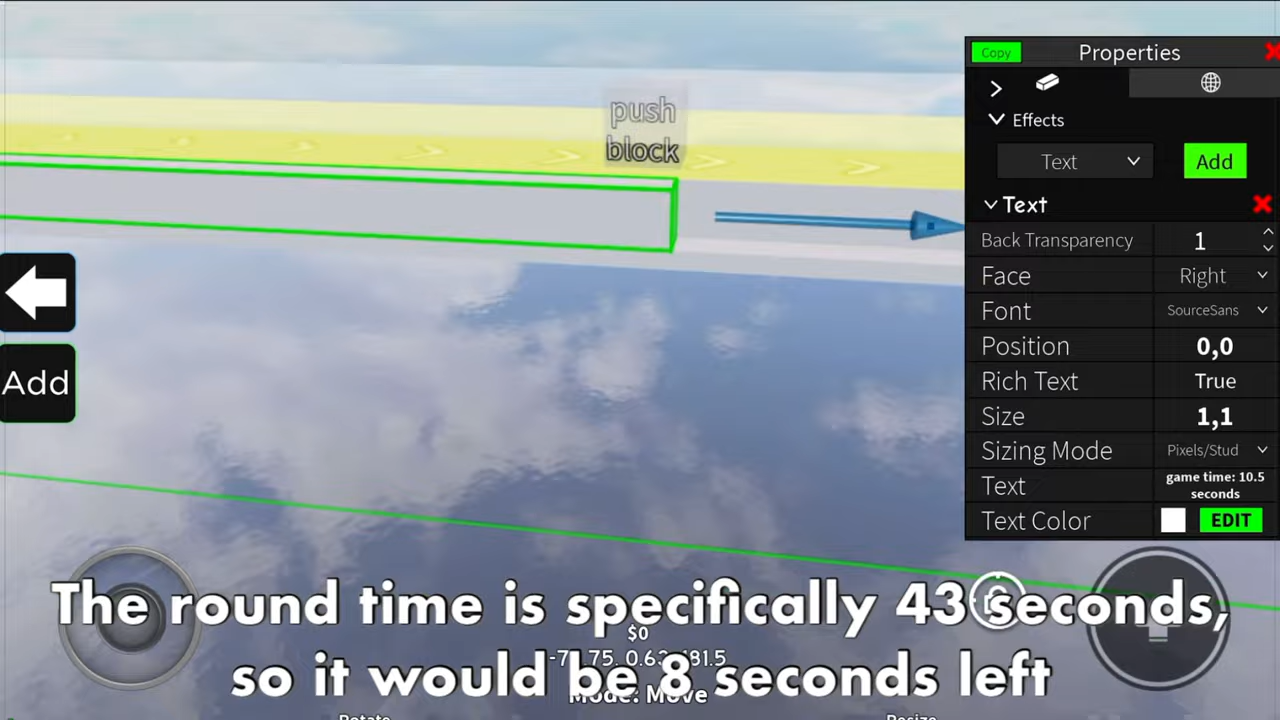 Copy
Properties
Effects
Text
Add
Text
Back Transparency
1
Face
Right
Font
SourceSans
Position
0,0
Rich Text
True
Size
1,1
Sizing Mode
Pixels/Stud
Text
game time: 10.5
seconds
Text Color
EDIT
push
block
Add
The round time is specifically 43 seconds,
$0
so it would be 8 seconds left
Mode: Move
Rotate
Resize